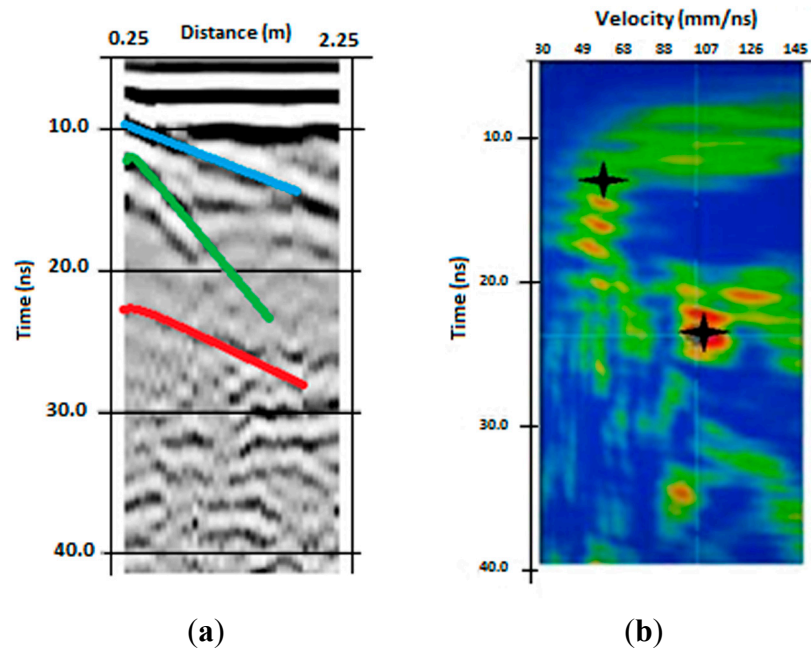 Distance (m)
0.25 2.25
10.0
20.0
30.0
40.0
Time (ns)
(a)
Velocity (mm/ns)
30 49 68 88 107 126 145
10.0
20.0
30.0
40.0
Time (ns)
(b)